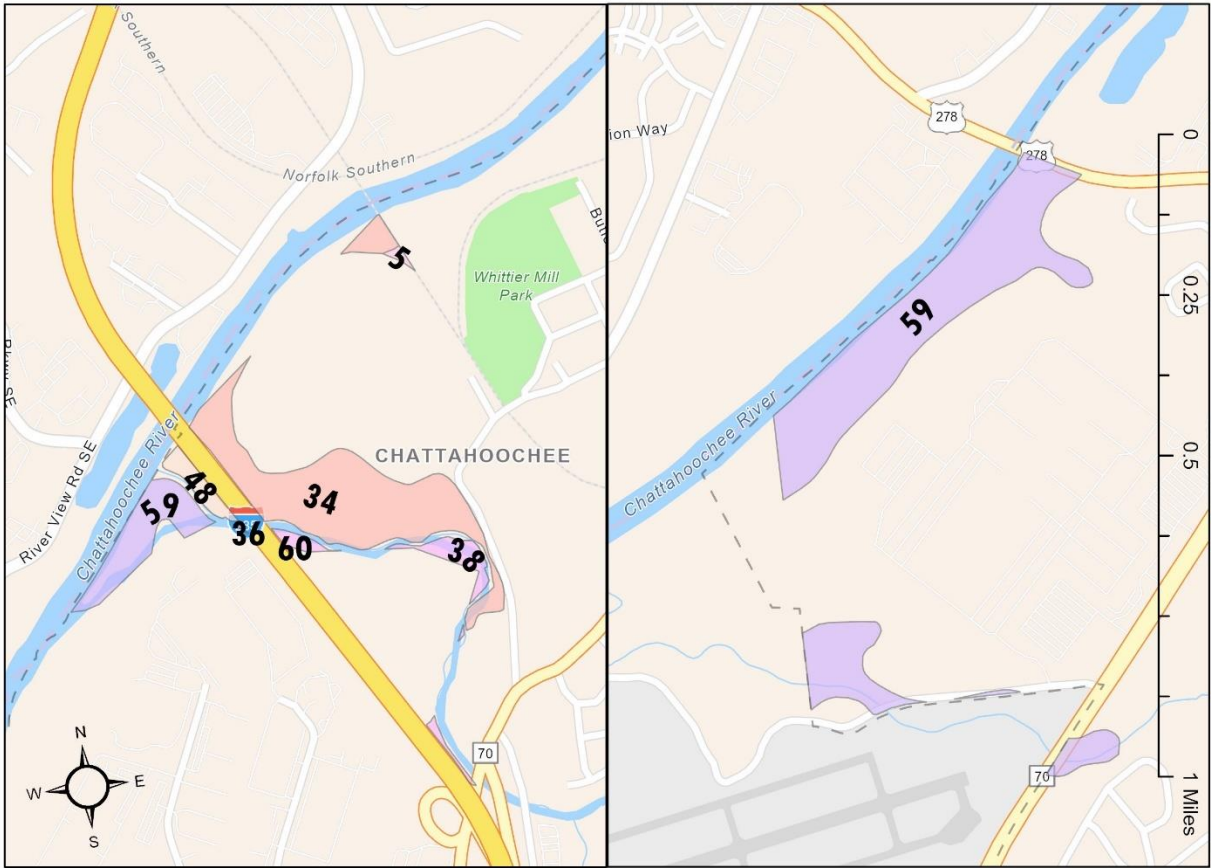 Southern
Norfolk Southern
5
Whittier Mill
Park
CHATTAHOOCHEE
River View Rd SE
Chattahoochee River
48
59
34
36
60
38
70
N
W
E
S
ion Way
278
278
59
Chattahoochee River
70
0
0.25
0.5
1 Miles